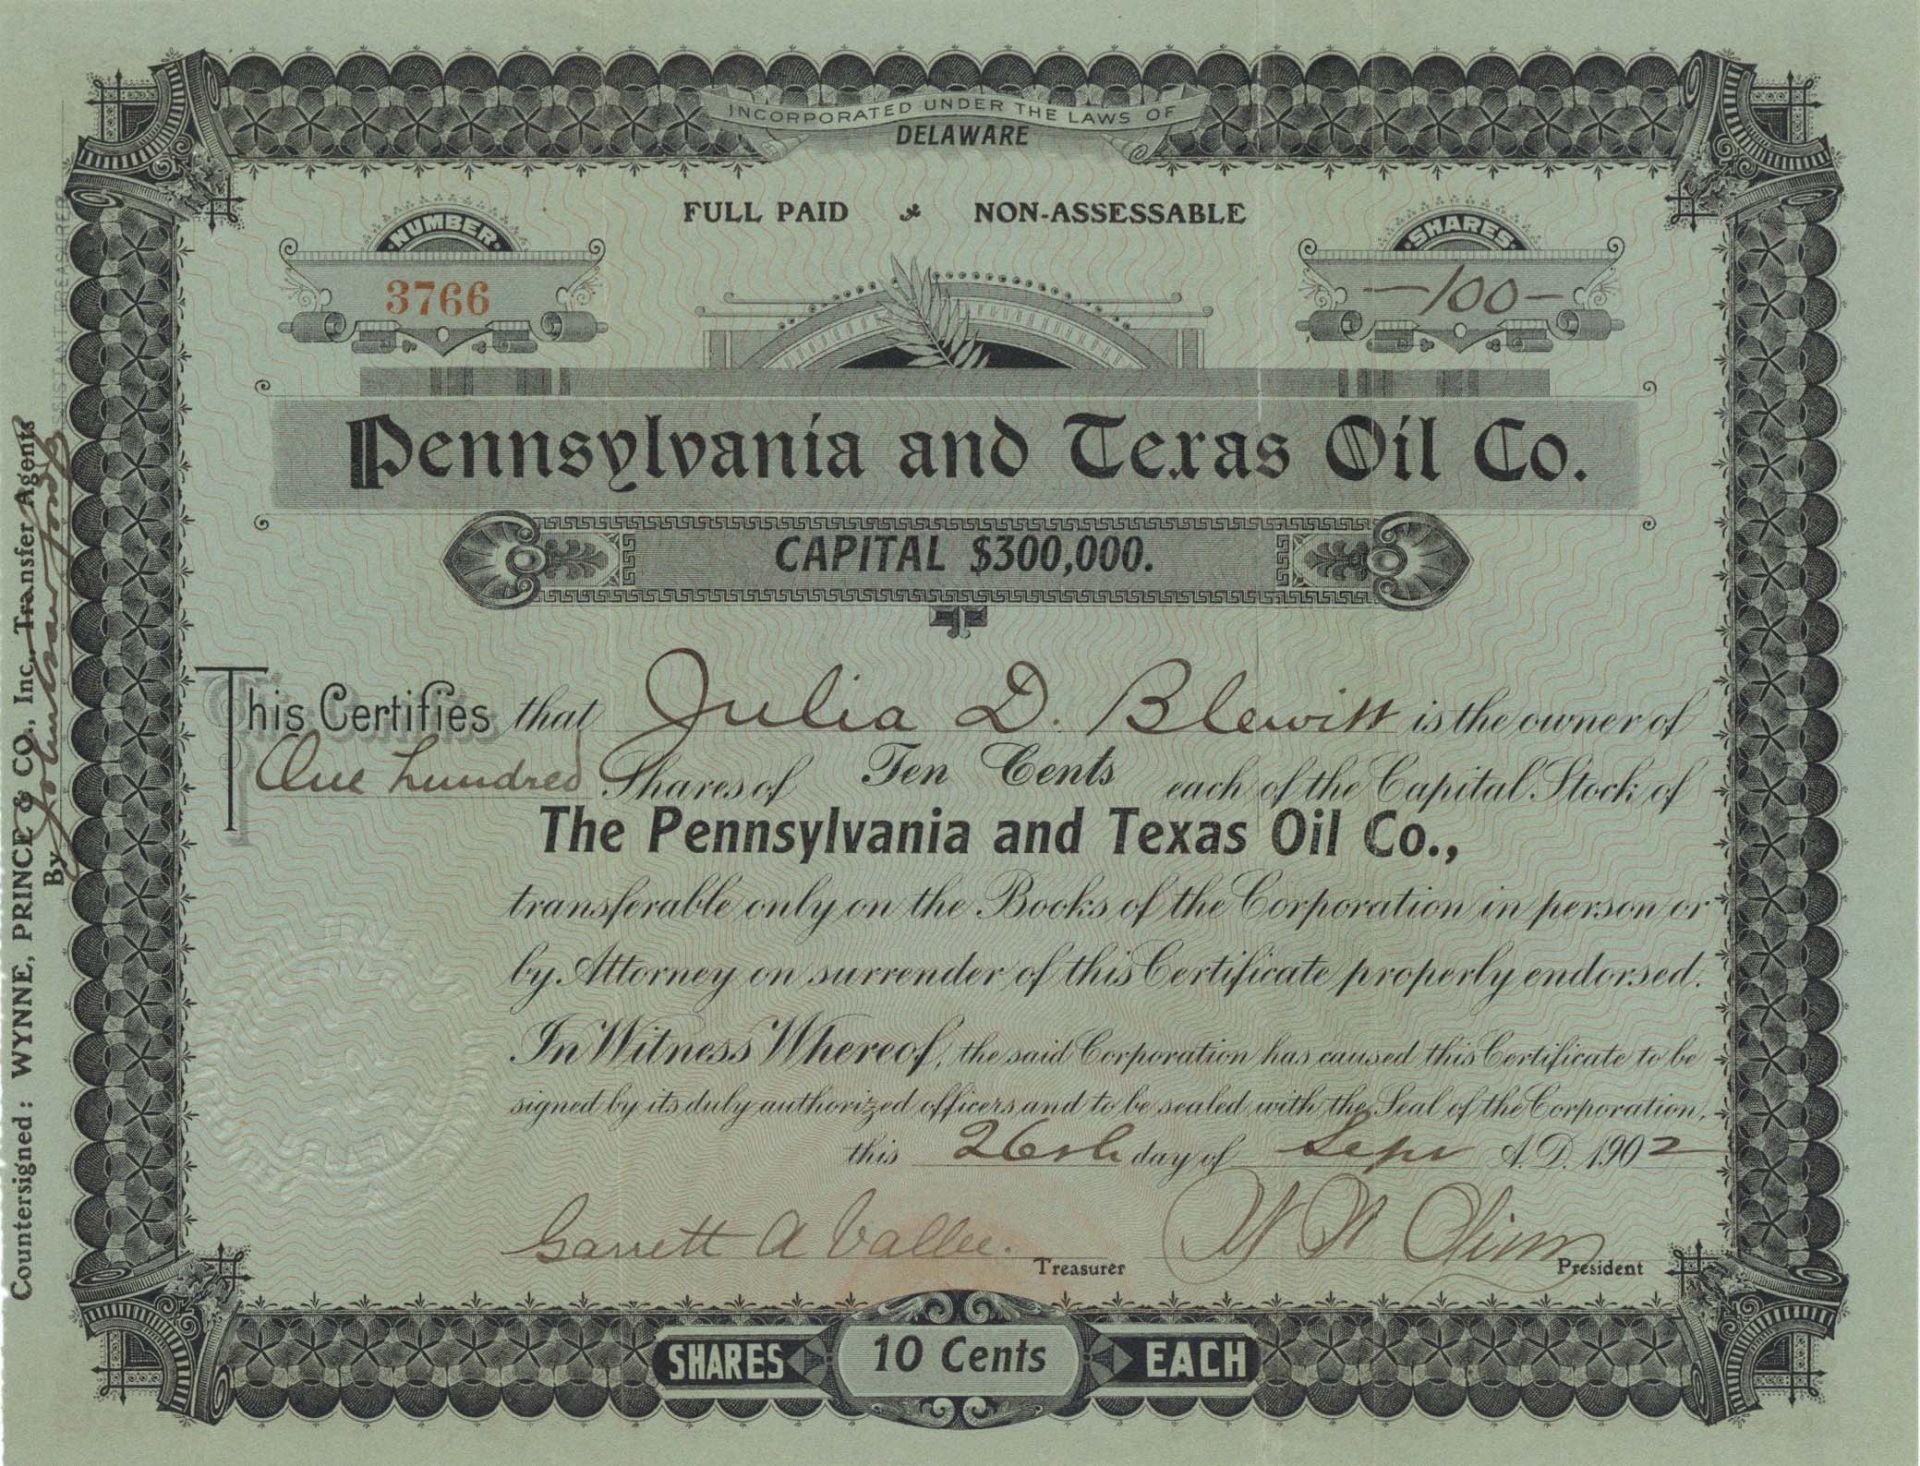 INCORPORATED UNDER THE LAWS OF
DELAWARE
FULL PAID NON-ASSESSABLE
NUMBER
3766
SHARES
—100—
Pennsylvania and Texas Oil Co.
CAPITAL $300,000.
This Certifies that Julia D. Blewitt is the owner of
One hundred Shares of Ten Cents each of the Capital Stock of
The Pennsylvania and Texas Oil Co.,
transferable only on the Books of the Corporation in person or
by Attorney on surrender of this Certificate properly endorsed.
In Witness Whereof, the said Corporation has caused this Certificate to be
signed by its duly authorized officers and to be sealed with the Seal of the Corporation,
this 26th day of Sept A.D. 1902
Garrett A Vallee. Treasurer
President
SHARES 10 Cents EACH
Countersigned: WYNNE, PRINCE & CO., Inc., Transfer Agents
By
ASSISTANT TREASURER